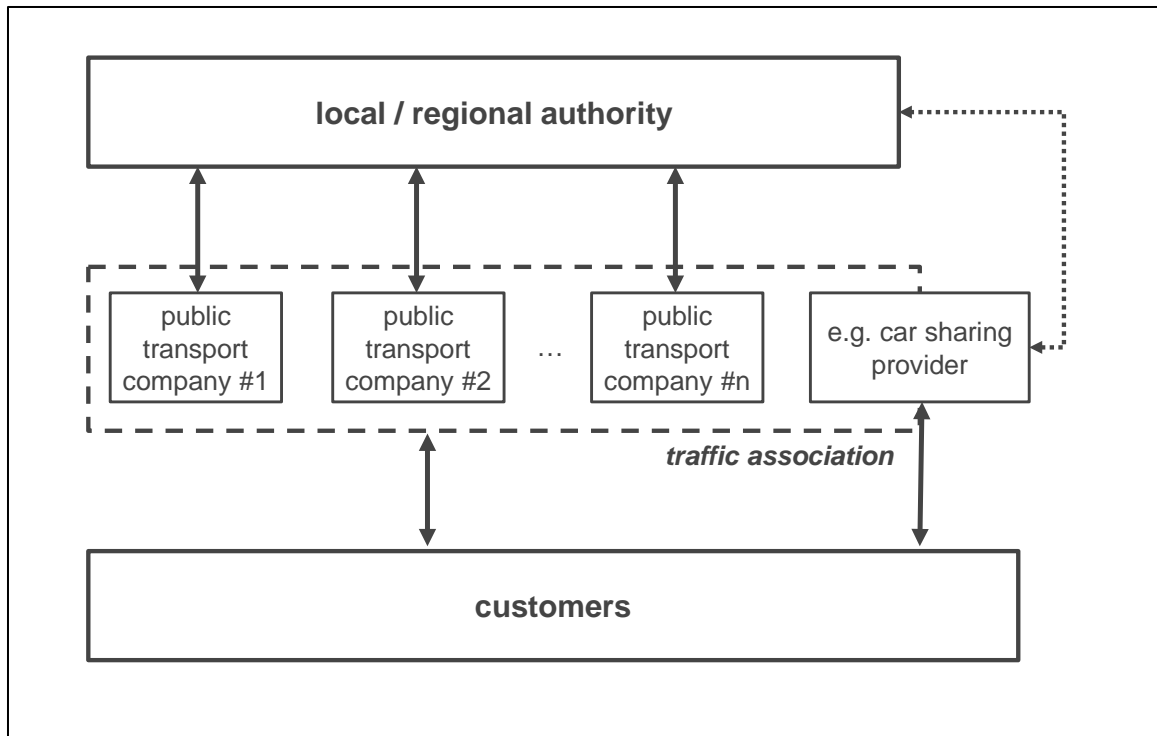 local / regional authority
public
transport
company #1
public
transport
company #2
…
public
transport
company #n
e.g. car sharing
provider
traffic association
customers